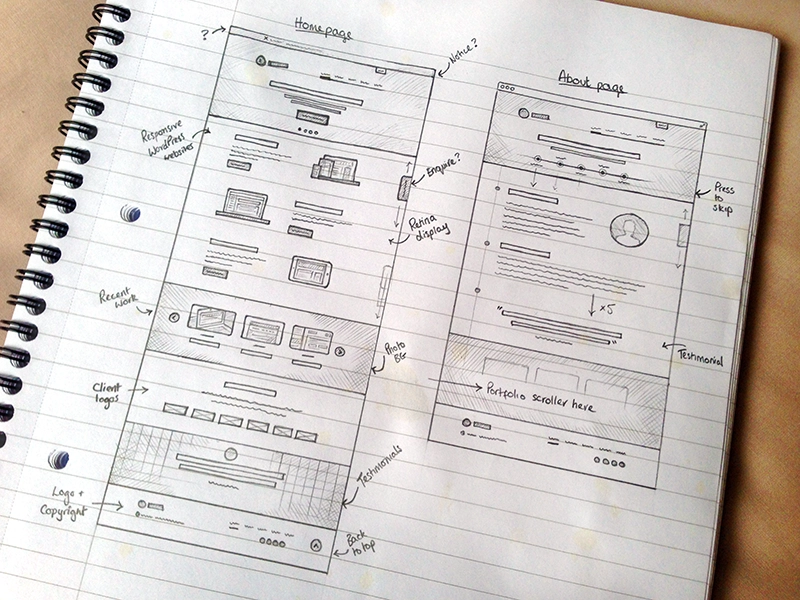 Homepage
?
Notice?
Responsive
WordPress
websites
Enquire?
Retina
display
Recent
Work
Photo
BG
Client
logos
Testimonials
Logo +
Copyright
Back
to top
About page
Press
to
skip
x5
"
"
Testimonial
Portfolio scroller here